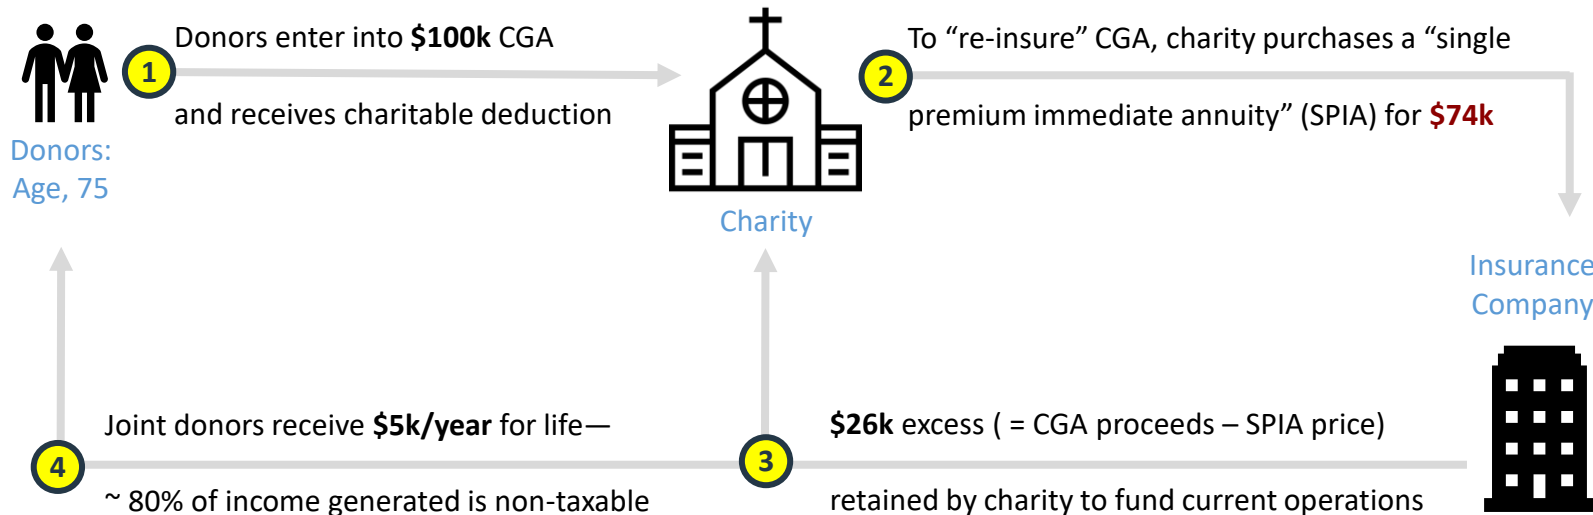 1
Donors enter into $100k CGA
and receives charitable deduction
Donors:
Age, 75
Charity
2
To “re-insure” CGA, charity purchases a “single
premium immediate annuity” (SPIA) for $74k
Insurance
Company
3
$26k excess ( = CGA proceeds – SPIA price)
retained by charity to fund current operations
4
Joint donors receive $5k/year for life—
~ 80% of income generated is non-taxable